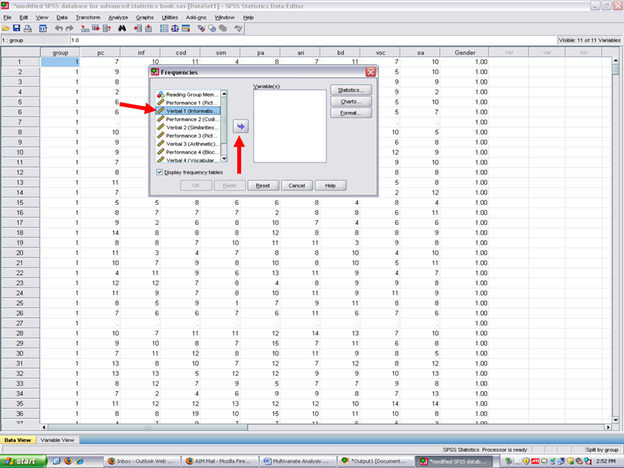 *modified SPSS database for advanced statistics book.sav [DataSet1] - SPSS Statistics Data Editor
File Edit View Data Transform Analyze Graphs Utilities Add-ons Window Help
1 : group 1.0 Visible: 11 of 11 Variables
group pc inf cod sim pa ari bd voc oa Gender var var var
1 1 7 10 11 4 8 7 11 7 10 1.00
2 1 9 5 10 1.00
3 1 8 9 9 1.00
4 1 6
5 1 6 7 1.00
6 1 . . 1.00
7 1 10 8 5 1.00
8 1 9 10 9 1.00
9 1 11 12 9 1.00
10 1 7 9 10 1.00
11 1 8 5 10 1.00
12 1 9 5 7 1.00
13 1 13 11 5 1.00
14 1 7 2 12 1.00
15 1 5 5 8 6 6 8 4 8 8 1.00
16 1 8 7 7 7 2 8 8 6 11 1.00
17 1 9 2 6 8 10 7 4 6 6 1.00
18 1 14 8 8 8 12 8 8 8 9 1.00
19 1 8 8 7 10 11 11 3 9 8 1.00
20 1 11 3 4 7 8 8 10 4 10 1.00
21 1 10 7 9 8 10 10 10 5 11 1.00
22 1 4 11 9 6 13 11 9 4 7 1.00
23 1 12 12 7 8 4 8 9 9 8 1.00
24 1 11 9 7 8 10 11 9 11 9 1.00
25 1 8 5 9 1 7 9 11 8 8 1.00
26 1 7 6 6 7 6 11 6 7 6 1.00
27 1 . . . . . . . . . 1.00
28 1 10 7 11 11 12 14 13 7 10 1.00
29 1 9 10 8 7 15 7 11 6 8 1.00
30 1 7 11 12 8 10 11 9 8 5 1.00
31 1 13 8 10 7 12 7 12 8 12 1.00
32 1 13 13 5 12 12 9 9 10 13 1.00
33 1 8 12 7 9 5 7 7 9 6 1.00
34 1 7 2 4 6 9 9 8 7 13 1.00
35 1 11 12 12 13 12 12 10 14 14 1.00
36 1 8 8 19 10 15 10 11 10 8 1.00
Frequencies
Reading Group Mem...
Performance 1 (Pict...
Verbal 1 (Informatio...
Performance 2 (Codi...
Verbal 2 (Similarities...
Performance 3 (Pict...
Verbal 3 (Arithmetic)...
Performance 4 (Bloc...
Verbal 4 (Vocabular...
Variable(s):
Statistics...
Charts...
Format...
Display frequency tables
OK Paste Reset Cancel Help
Data View Variable View
SPSS Statistics Processor is ready Split by group
start Inbox - Outlook Web ... AIM Mail - Mozilla Fire... Multivariate Analysis ... *Output1 [Document... *modified SPSS datab... 2:52 PM